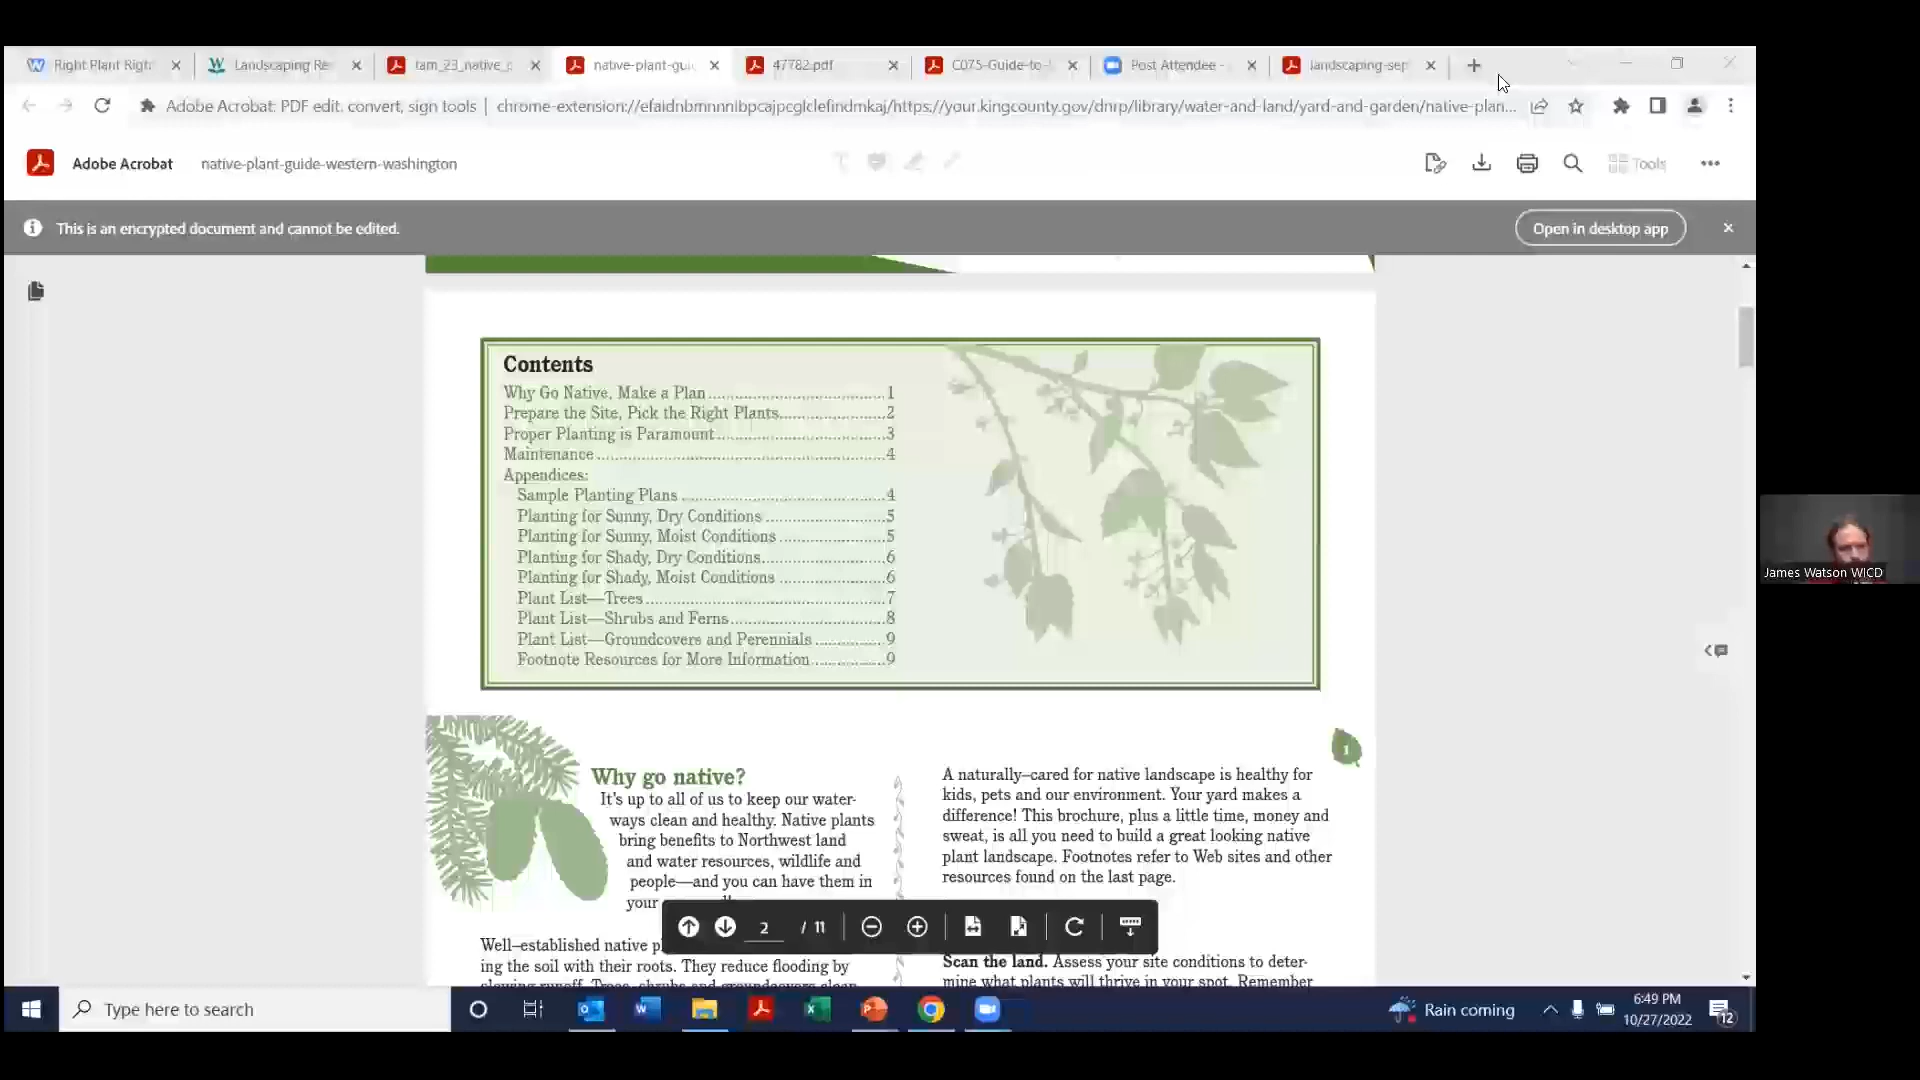 Right Plant Righ
Landscaping Re
tam_23_native_p
native-plant-gui
47782.pdf
C075-Guide-to-
Post Attendee -
landscaping-sep
Adobe Acrobat: PDF edit, convert, sign tools | chrome-extension://efaidnbmnnnibpcajpcglclefindmkaj/https://your.kingcounty.gov/dnrp/library/water-and-land/yard-and-garden/native-plan...
Adobe Acrobat native-plant-guide-western-washington
Tools
This is an encrypted document and cannot be edited.
Open in desktop app
Contents
Why Go Native, Make a Plan 1
Prepare the Site, Pick the Right Plants 2
Proper Planting is Paramount 3
Maintenance 4
Appendices:
Sample Planting Plans 4
Planting for Sunny, Dry Conditions 5
Planting for Sunny, Moist Conditions 5
Planting for Shady, Dry Conditions 6
Planting for Shady, Moist Conditions 6
Plant List—Trees 7
Plant List—Shrubs and Ferns 8
Plant List—Groundcovers and Perennials 9
Footnote Resources for More Information 9
James Watson WICD
1
Why go native?
It's up to all of us to keep our water-
ways clean and healthy. Native plants
bring benefits to Northwest land
and water resources, wildlife and
people—and you can have them in
your
Well–established native p
ing the soil with their roots. They reduce flooding by
slowing runoff. Trees, shrubs and groundcovers clean
A naturally–cared for native landscape is healthy for
kids, pets and our environment. Your yard makes a
difference! This brochure, plus a little time, money and
sweat, is all you need to build a great looking native
plant landscape. Footnotes refer to Web sites and other
resources found on the last page.
Scan the land. Assess your site conditions to deter-
mine what plants will thrive in your spot. Remember
2 / 11
Type here to search
Rain coming
6:49 PM
10/27/2022
12